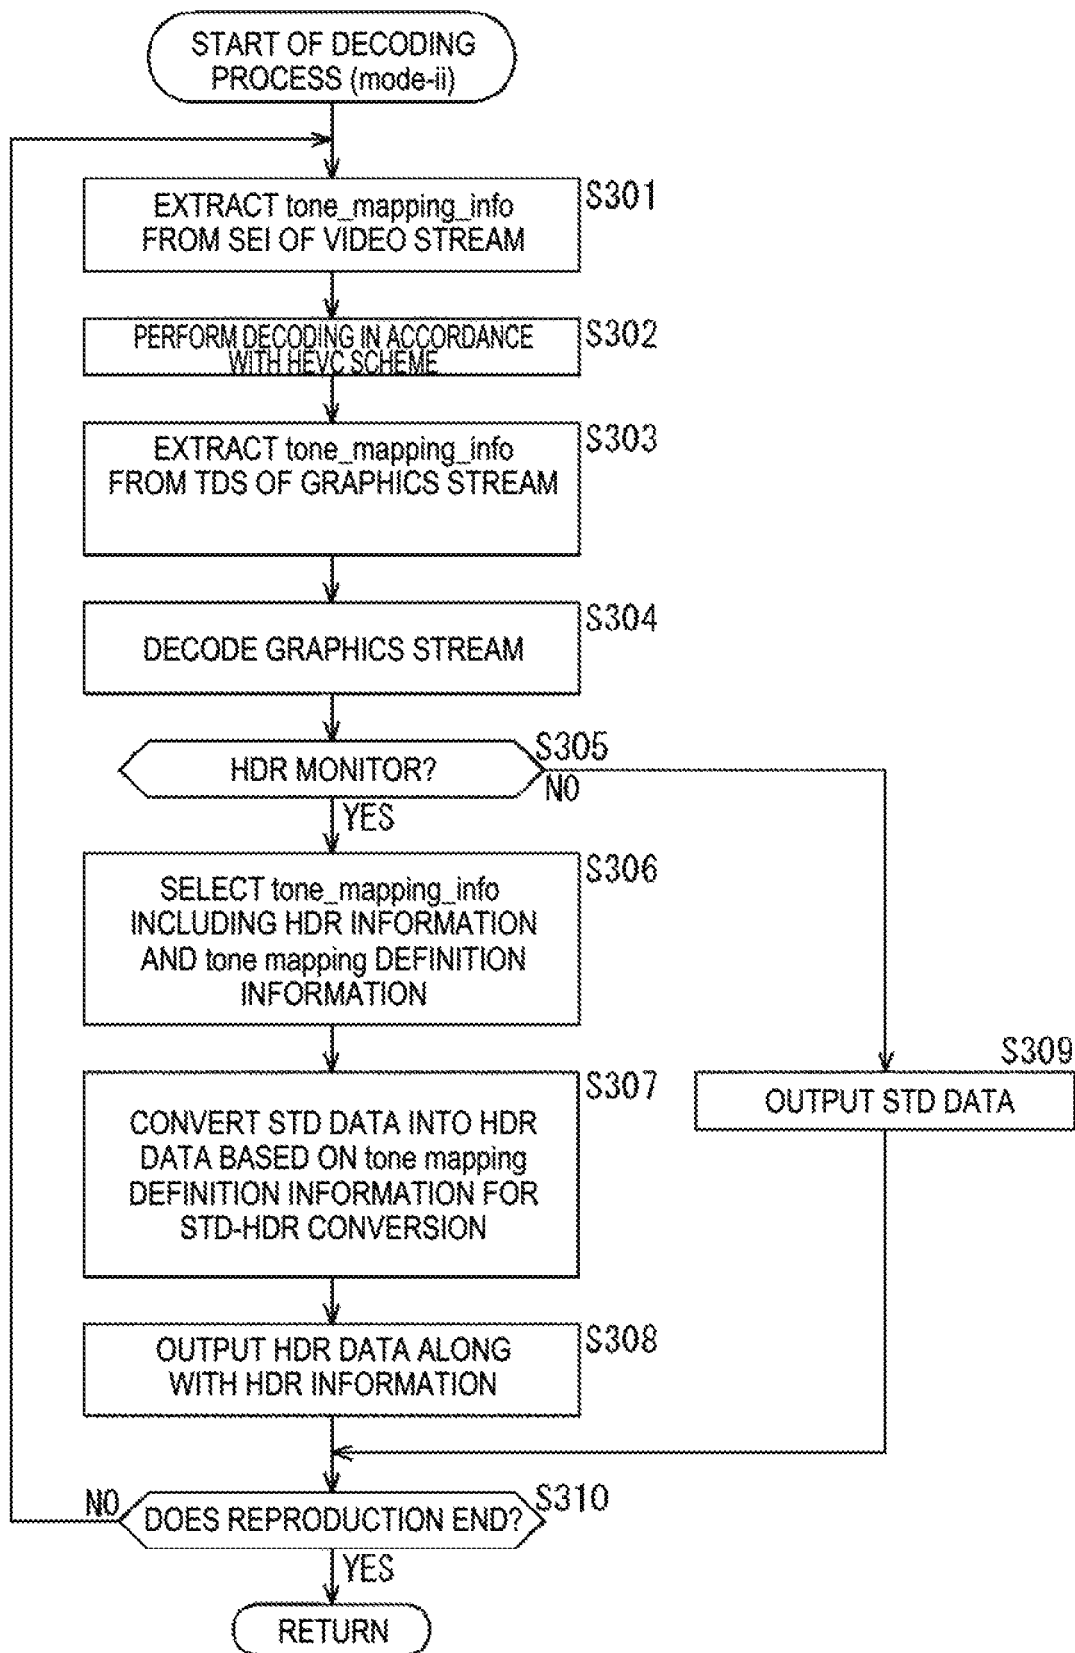 START OF DECODING
PROCESS (mode-ii)
EXTRACT tone_mapping_info
FROM SEI OF VIDEO STREAM
S301
PERFORM DECODING IN ACCORDANCE
WITH HEVC SCHEME
S302
EXTRACT tone_mapping_info
FROM TDS OF GRAPHICS STREAM
S303
DECODE GRAPHICS STREAM
S304
HDR MONITOR?
S305
NO
YES
SELECT tone_mapping_info
INCLUDING HDR INFORMATION
AND tone mapping DEFINITION
INFORMATION
S306
CONVERT STD DATA INTO HDR
DATA BASED ON tone mapping
DEFINITION INFORMATION FOR
STD-HDR CONVERSION
S307
S309
OUTPUT STD DATA
OUTPUT HDR DATA ALONG
WITH HDR INFORMATION
S308
NO
DOES REPRODUCTION END?
S310
YES
RETURN